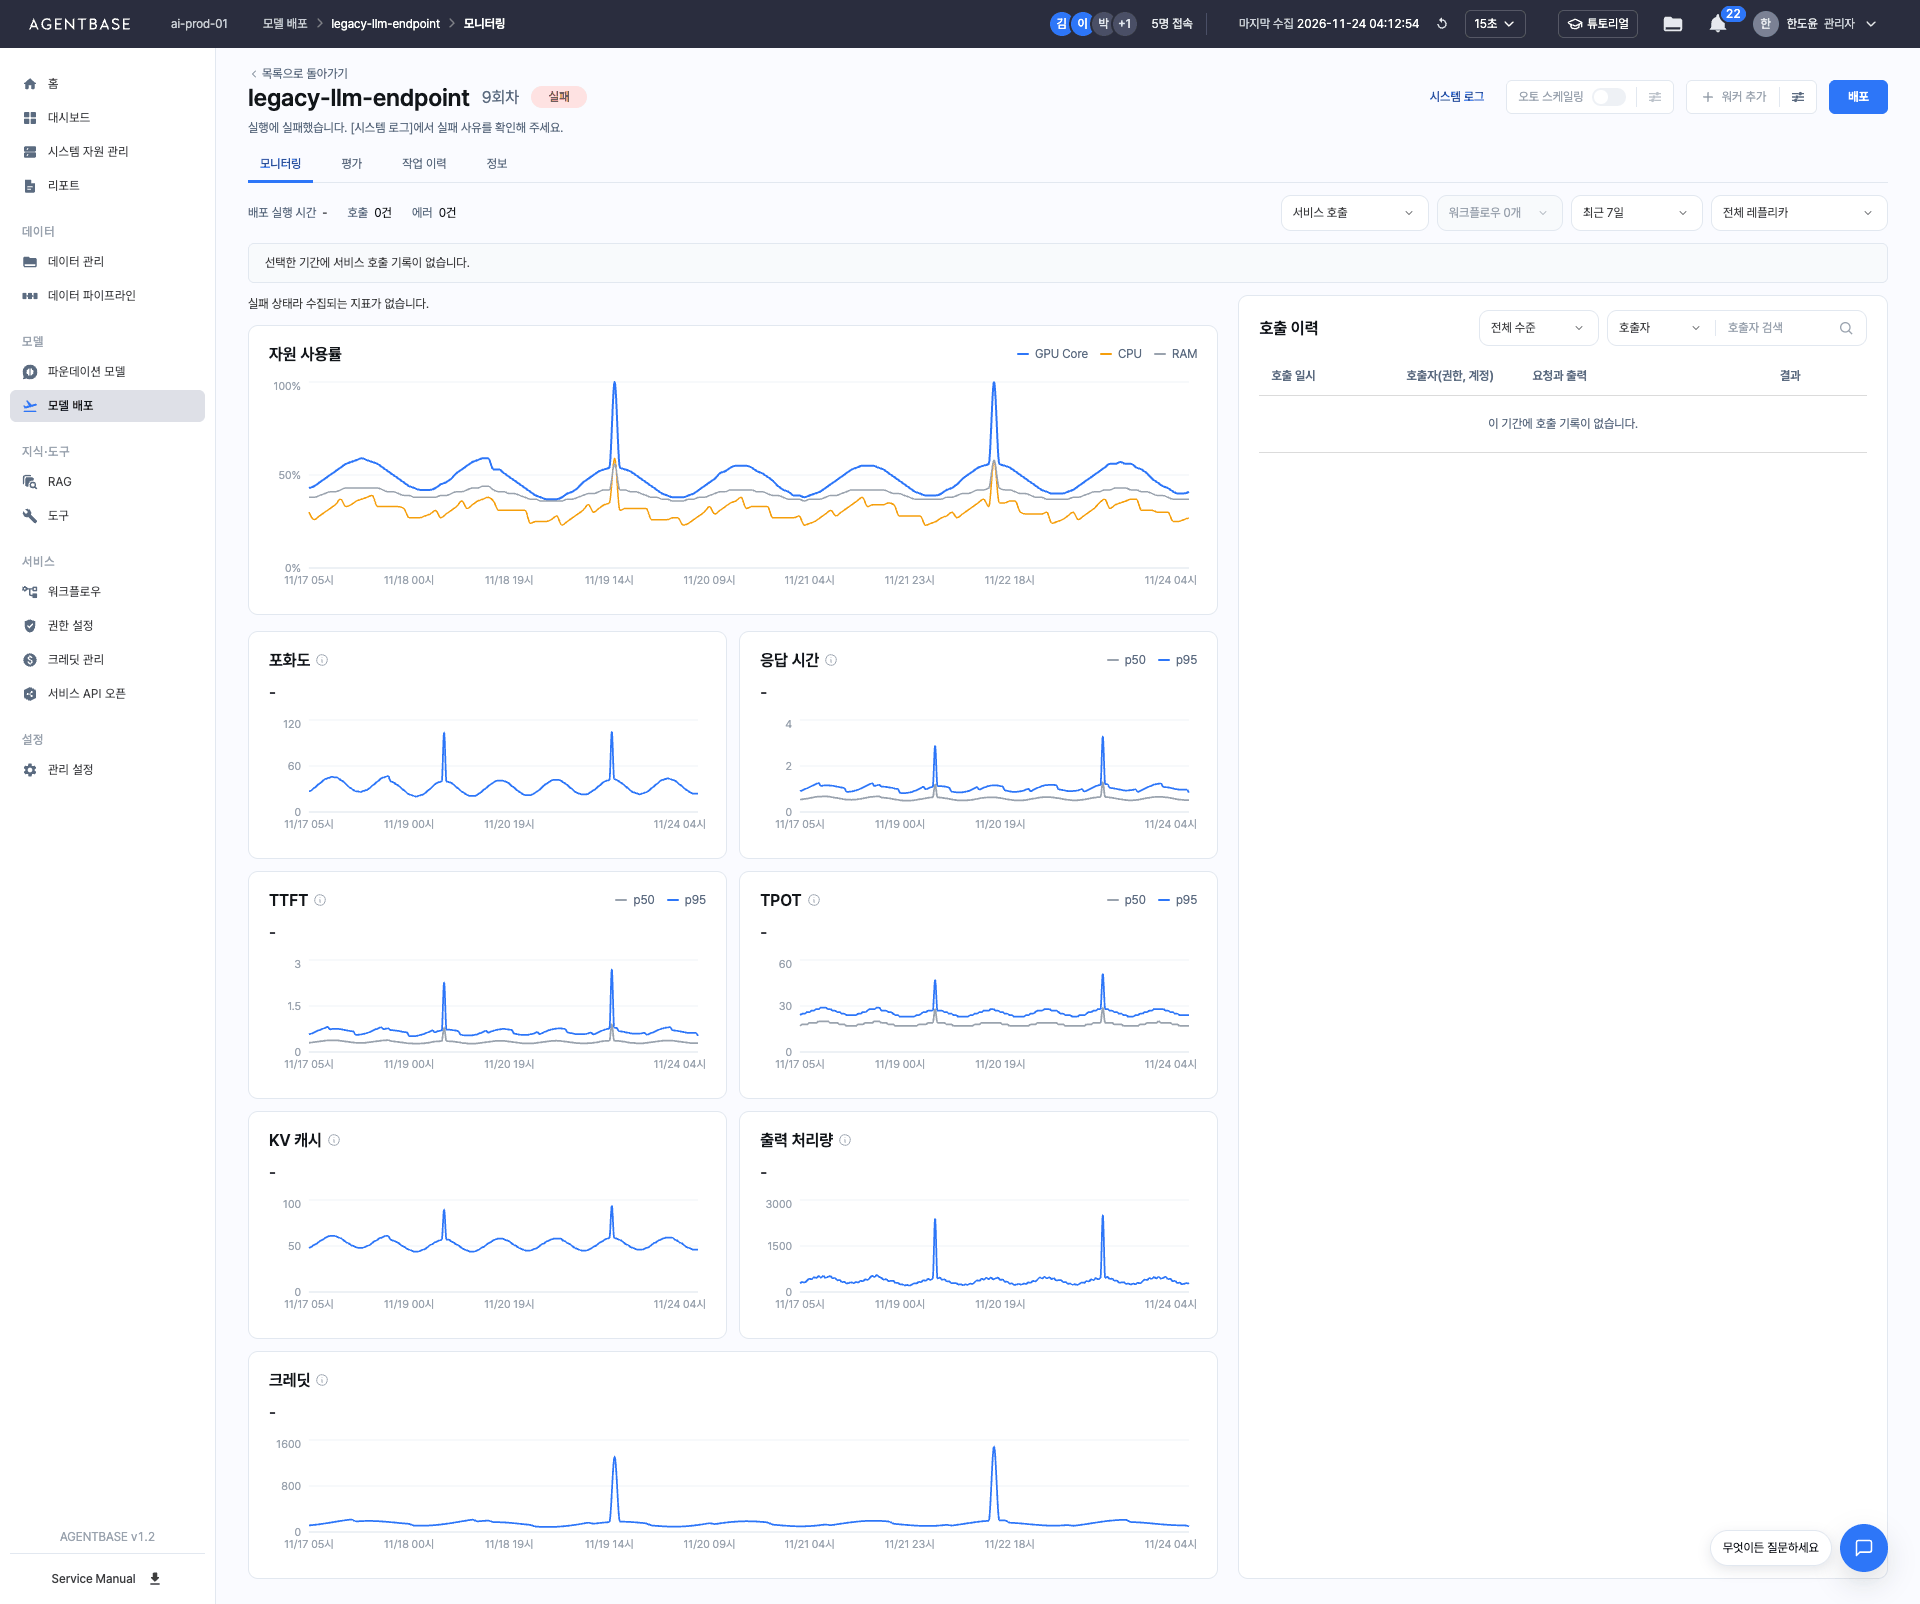 AGENTBASE
ai-prod-01
모델 배포 > legacy-llm-endpoint > 모니터링
김 이 박 +1 5명 접속
마지막 수집 2026-11-24 04:12:54
15초
튜토리얼
22
한 한도윤 관리자
홈
대시보드
시스템 자원 관리
리포트
데이터
데이터 관리
데이터 파이프라인
모델
파운데이션 모델
모델 배포
지식·도구
RAG
도구
서비스
워크플로우
권한 설정
크레딧 관리
서비스 API 오픈
설정
관리 설정
AGENTBASE v1.2
Service Manual
목록으로 돌아가기
legacy-llm-endpoint 9회차 실패
실행에 실패했습니다. [시스템 로그]에서 실패 사유를 확인해 주세요.
시스템 로그
오토 스케일링
워커 추가
배포
모니터링 평가 작업 이력 정보
배포 실행 시간 - 호출 0건 에러 0건
서비스 호출 워크플로우 0개 최근 7일 전체 레플리카
선택한 기간에 서비스 호출 기록이 없습니다.
실패 상태라 수집되는 지표가 없습니다.
자원 사용률
GPU Core CPU RAM
100%
50%
0%
11/17 05시 11/18 00시 11/18 19시 11/19 14시 11/20 09시 11/21 04시 11/21 23시 11/22 18시 11/24 04시
포화도
-
120
60
0
11/17 05시 11/19 00시 11/20 19시 11/24 04시
응답 시간
p50 p95
-
4
2
0
11/17 05시 11/19 00시 11/20 19시 11/24 04시
TTFT
p50 p95
-
3
1.5
0
11/17 05시 11/19 00시 11/20 19시 11/24 04시
TPOT
p50 p95
-
60
30
0
11/17 05시 11/19 00시 11/20 19시 11/24 04시
KV 캐시
-
100
50
0
11/17 05시 11/19 00시 11/20 19시 11/24 04시
출력 처리량
-
3000
1500
0
11/17 05시 11/19 00시 11/20 19시 11/24 04시
크레딧
-
1600
800
0
11/17 05시 11/18 00시 11/18 19시 11/19 14시 11/20 09시 11/21 04시 11/21 23시 11/22 18시 11/24 04시
호출 이력
전체 수준 호출자 호출자 검색
호출 일시 호출자(권한, 계정) 요청과 출력 결과
이 기간에 호출 기록이 없습니다.
무엇이든 질문하세요